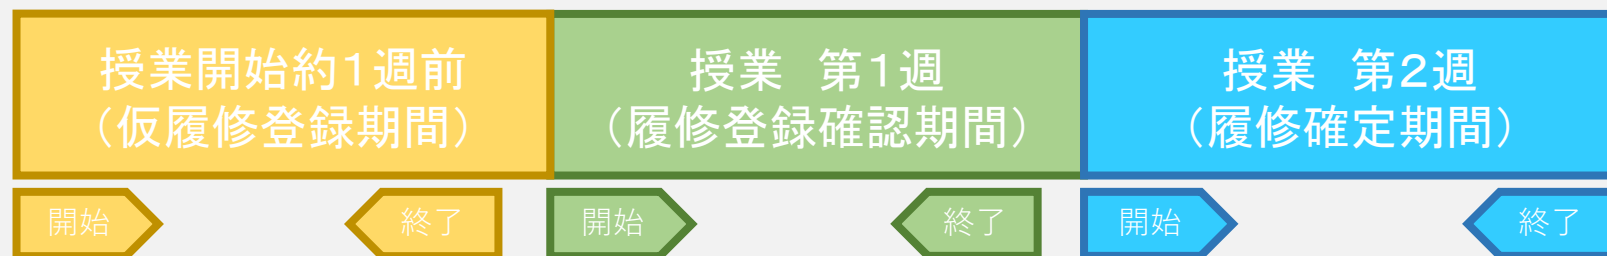 授業開始約1週前
（仮履修登録期間）
授業　第1週
（履修登録確認期間）
授業　第2週
（履修確定期間）
開始
終了
開始
終了
開始
終了